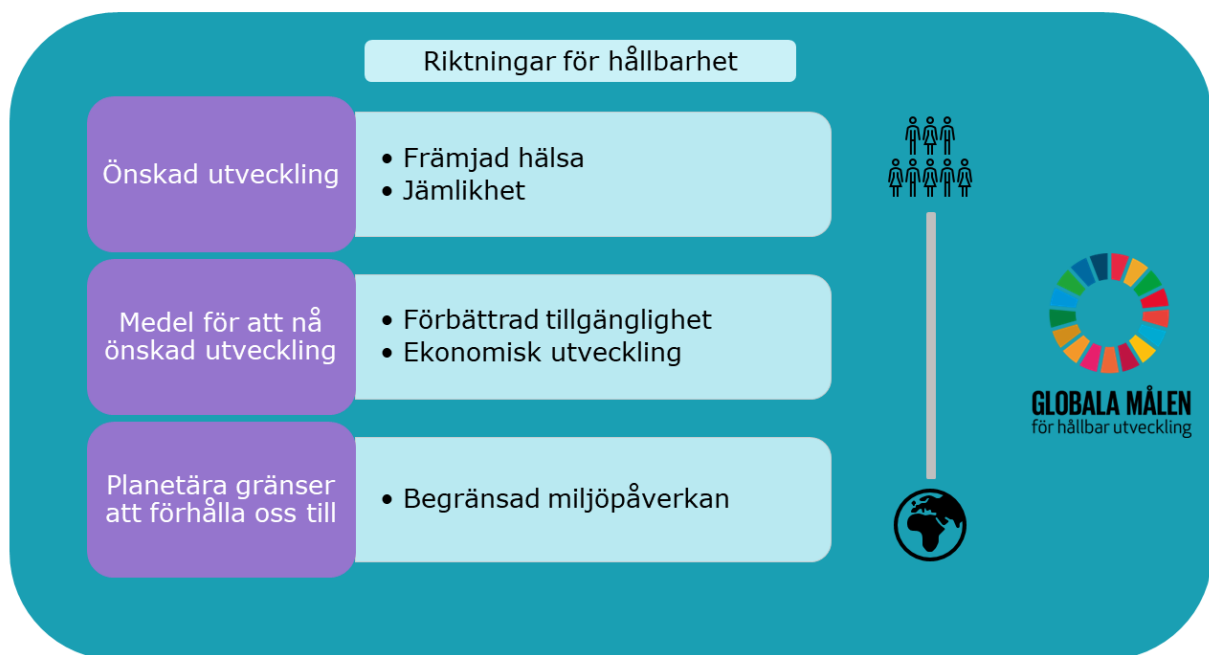 Riktningar för hållbarhet
Önskad utveckling
• Främjad hälsa
• Jämlikhet
Medel för att nå
önskad utveckling
• Förbättrad tillgänglighet
• Ekonomisk utveckling
Planetära gränser
att förhålla oss till
• Begränsad miljöpåverkan
GLOBALA MÅLEN
för hållbar utveckling